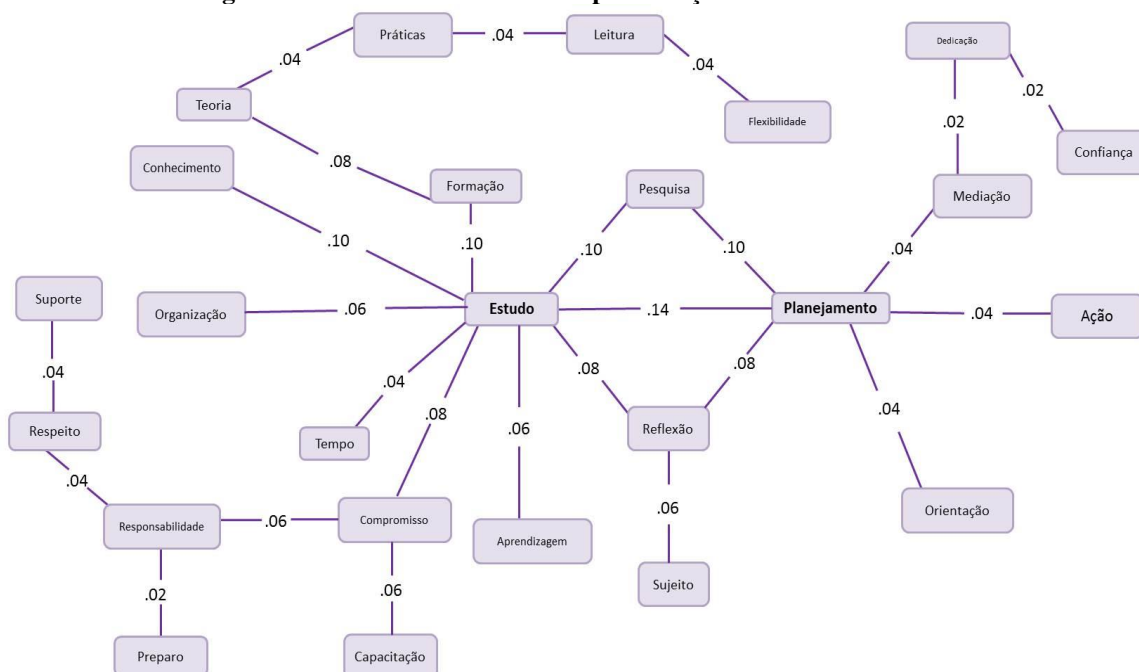 Práticas
.04
Leitura
Dedicação
.04
.04
.02
Teoria
Flexibilidade
.02
Confiança
Conhecimento
.08
Formação
Pesquisa
Mediação
.10
.10
.10
.10
.04
Suporte
Organização
.06
Estudo
.14
Planejamento
.04
Ação
.04
.04
.08
.08
.08
.04
Respeito
Tempo
.06
Reflexão
.04
Responsabilidade
.06
Compromisso
Aprendizagem
.06
Orientação
.02
.06
Sujeito
Preparo
Capacitação